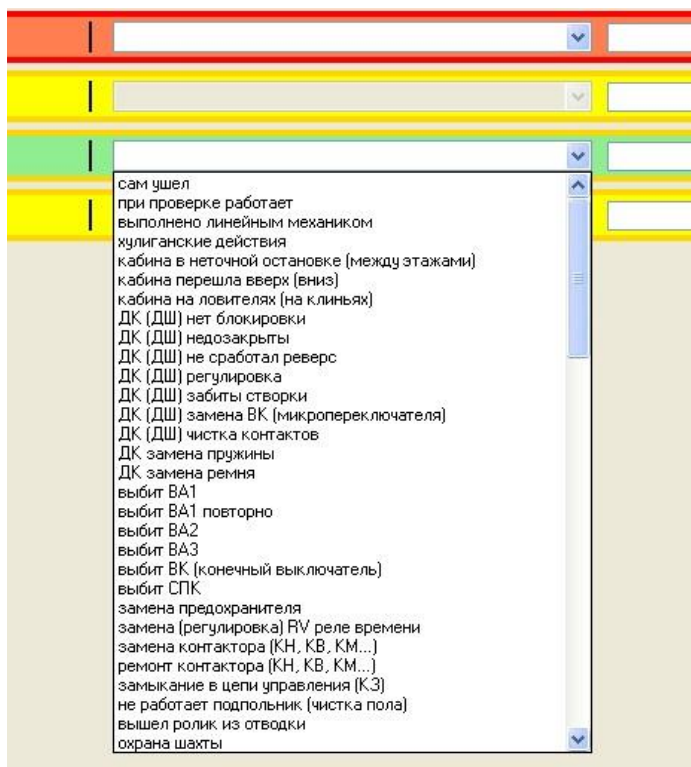 сам ушел
при проверке работает
выполнено линейным механиком
хулиганские действия
кабина в неточной остановке (между этажами)
кабина перешла вверх (вниз)
кабина на ловителях (на клиньях)
ДК (ДШ) нет блокировки
ДК (ДШ) недозакрыты
ДК (ДШ) не сработал реверс
ДК (ДШ) регулировка
ДК (ДШ) забиты створки
ДК (ДШ) замена ВК (микропереключателя)
ДК (ДШ) чистка контактов
ДК замена пружины
ДК замена ремня
выбит ВА1
выбит ВА1 повторно
выбит ВА2
выбит ВА3
выбит ВК (конечный выключатель)
выбит СПК
замена предохранителя
замена (регулировка) RV реле времени
замена контактора (КН, КВ, КМ...)
ремонт контактора (КН, КВ, КМ...)
замыкание в цепи управления (КЗ)
не работает подпольник (чистка пола)
вышел ролик из отводки
охрана шахты